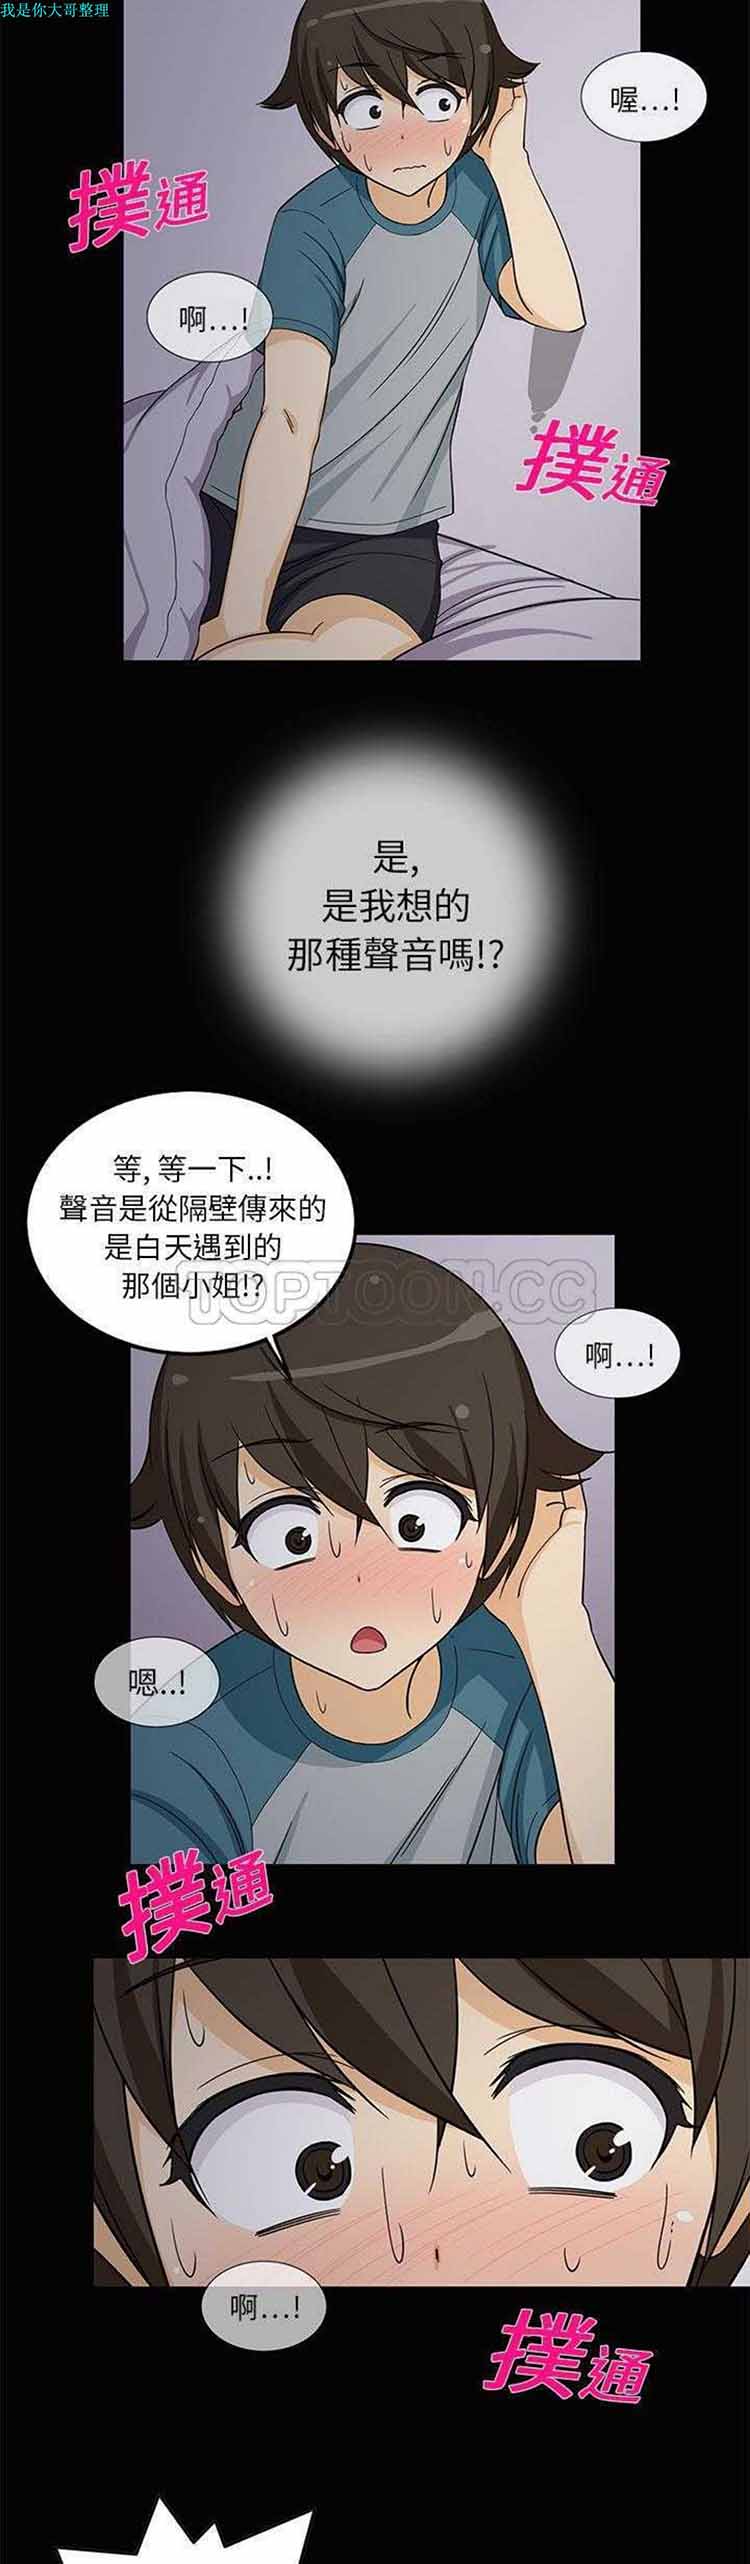 我是你大哥整理
喔...!
撲通
啊...!
撲通
是,
是我想的
那種聲音嗎!?
等, 等一下..!
聲音是從隔壁傳來的
是白天遇到的
那個小姐!?
TOPTOON.CC
啊...!
嗯..!
撲通
啊...!
撲通